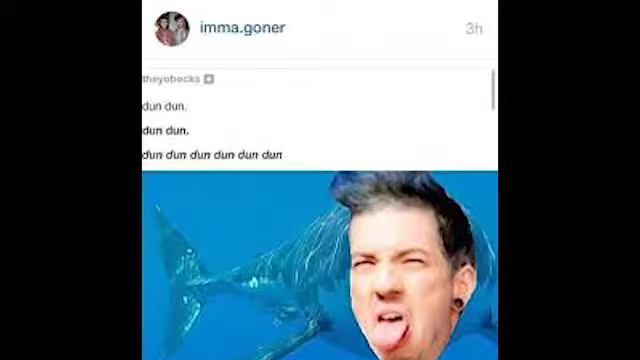 imma.goner
3h
theyobecks
dun dun.
dun dun.
dun dun dun dun dun dun